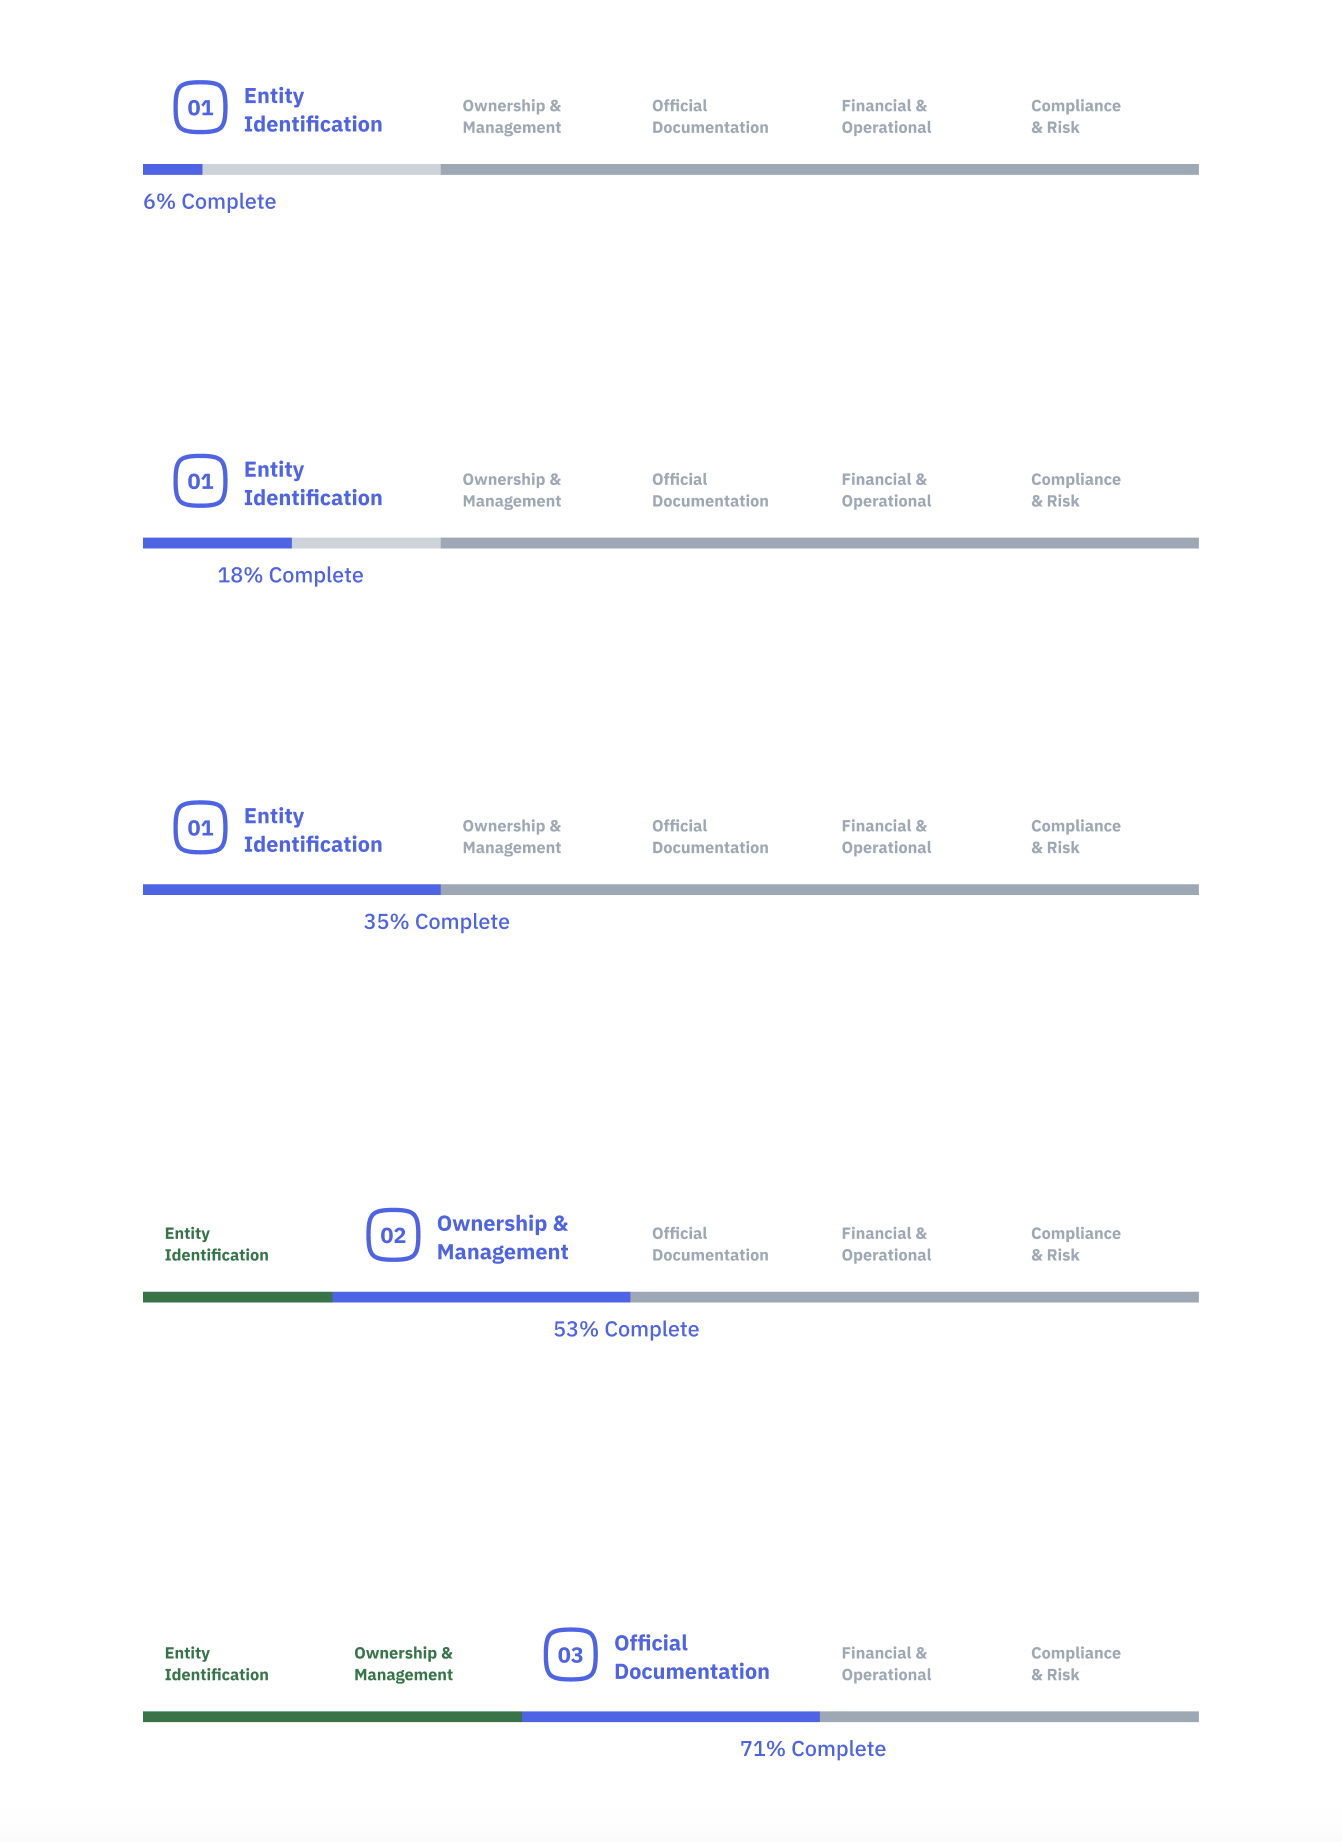 01
Entity
Identification
Ownership &
Management
Official
Documentation
Financial &
Operational
Compliance
& Risk
6% Complete
01
Entity
Identification
Ownership &
Management
Official
Documentation
Financial &
Operational
Compliance
& Risk
18% Complete
01
Entity
Identification
Ownership &
Management
Official
Documentation
Financial &
Operational
Compliance
& Risk
35% Complete
Entity
Identification
02
Ownership &
Management
Official
Documentation
Financial &
Operational
Compliance
& Risk
53% Complete
Entity
Identification
Ownership &
Management
03
Official
Documentation
Financial &
Operational
Compliance
& Risk
71% Complete